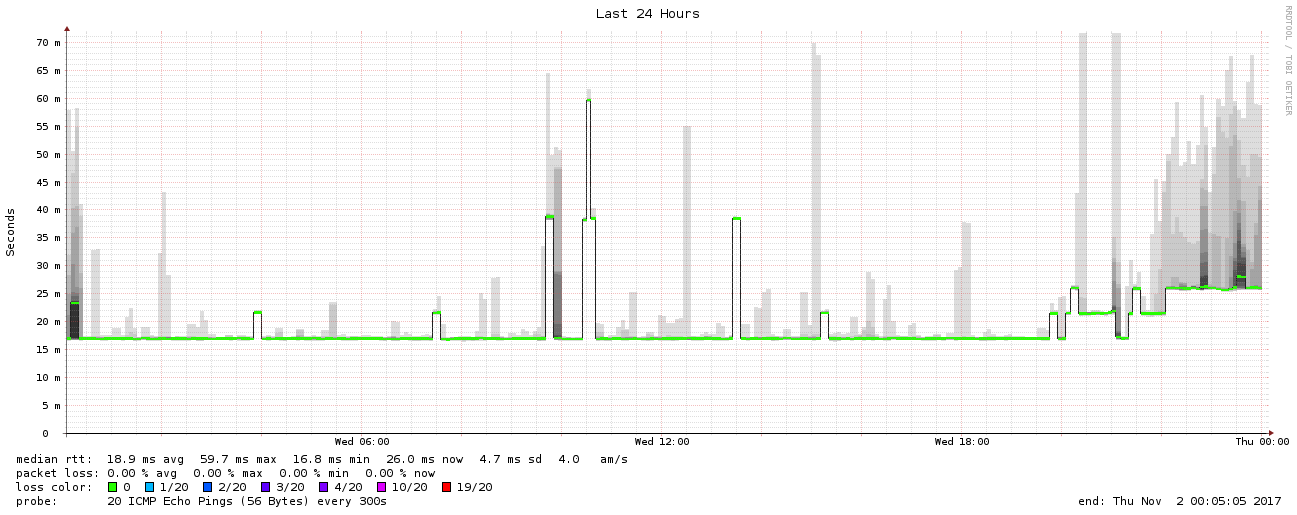 Last 24 Hours
RRDTOOL / TOBI OETIKER
Seconds
70 m
65 m
60 m
55 m
50 m
45 m
40 m
35 m
30 m
25 m
20 m
15 m
10 m
5 m
0
Wed 06:00 Wed 12:00 Wed 18:00 Thu 00:00
median rtt: 18.9 ms avg 59.7 ms max 16.8 ms min 26.0 ms now 4.7 ms sd 4.0 am/s
packet loss: 0.00 % avg 0.00 % max 0.00 % min 0.00 % now
loss color: 0 1/20 2/20 3/20 4/20 10/20 19/20
probe: 20 ICMP Echo Pings (56 Bytes) every 300s end: Thu Nov 2 00:05:05 2017